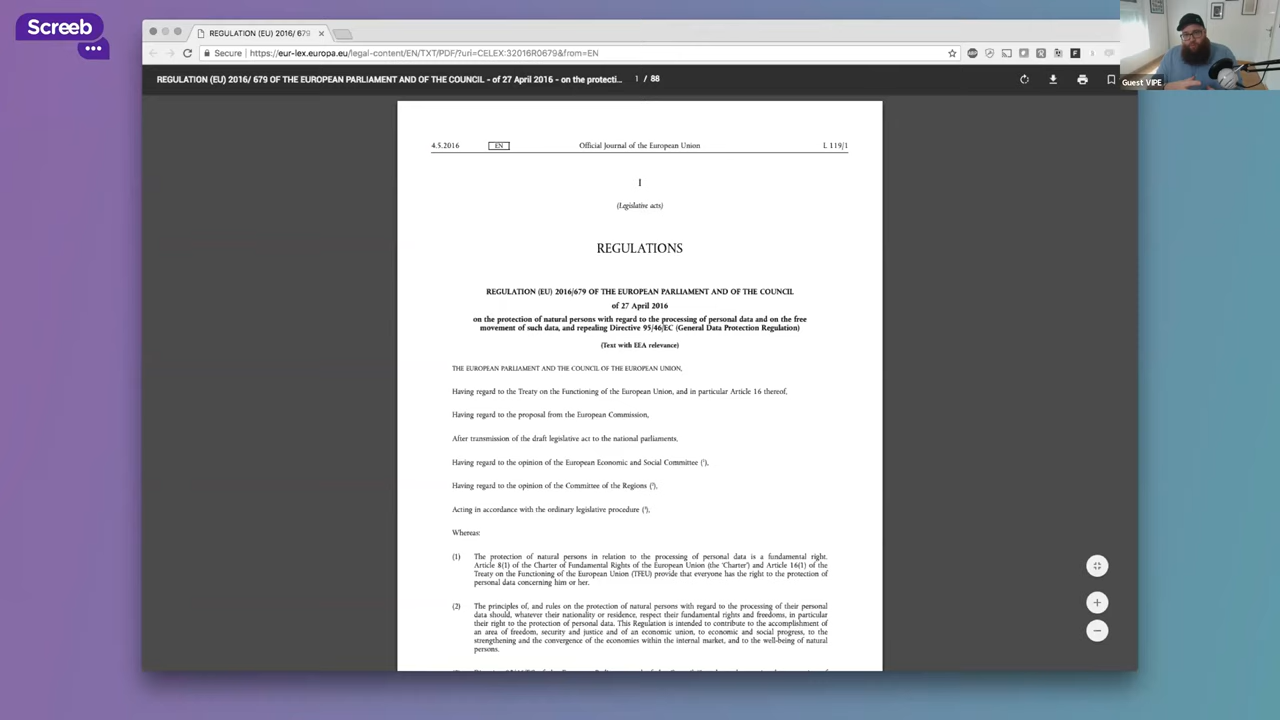 Screeb
REGULATION (EU) 2016/ 679 OF THE
Secure
https://eur-lex.europa.eu/legal-content/EN/TXT/PDF/?uri=CELEX:32016R0679&from=EN
REGULATION (EU) 2016/ 679 OF THE EUROPEAN PARLIAMENT AND OF THE COUNCIL - of 27 April 2016 - on the protecti...
1 / 88
Guest VIPE
4.5.2016 EN Official Journal of the European Union L 119/1
I
(Legislative acts)
REGULATIONS
REGULATION (EU) 2016/679 OF THE EUROPEAN PARLIAMENT AND OF THE COUNCIL
of 27 April 2016
on the protection of natural persons with regard to the processing of personal data and on the free
movement of such data, and repealing Directive 95/46/EC (General Data Protection Regulation)
(Text with EEA relevance)
THE EUROPEAN PARLIAMENT AND THE COUNCIL OF THE EUROPEAN UNION,
Having regard to the Treaty on the Functioning of the European Union, and in particular Article 16 thereof,
Having regard to the proposal from the European Commission,
After transmission of the draft legislative act to the national parliaments,
Having regard to the opinion of the European Economic and Social Committee (1),
Having regard to the opinion of the Committee of the Regions (2),
Acting in accordance with the ordinary legislative procedure (3),
Whereas:
(1) The protection of natural persons in relation to the processing of personal data is a fundamental right.
Article 8(1) of the Charter of Fundamental Rights of the European Union (the 'Charter') and Article 16(1) of the
Treaty on the Functioning of the European Union (TFEU) provide that everyone has the right to the protection of
personal data concerning him or her.
(2) The principles of, and rules on the protection of natural persons with regard to the processing of their personal
data should, whatever their nationality or residence, respect their fundamental rights and freedoms, in particular
their right to the protection of personal data. This Regulation is intended to contribute to the accomplishment of
an area of freedom, security and justice and of an economic union, to economic and social progress, to the
strengthening and the convergence of the economies within the internal market, and to the well-being of natural
persons.